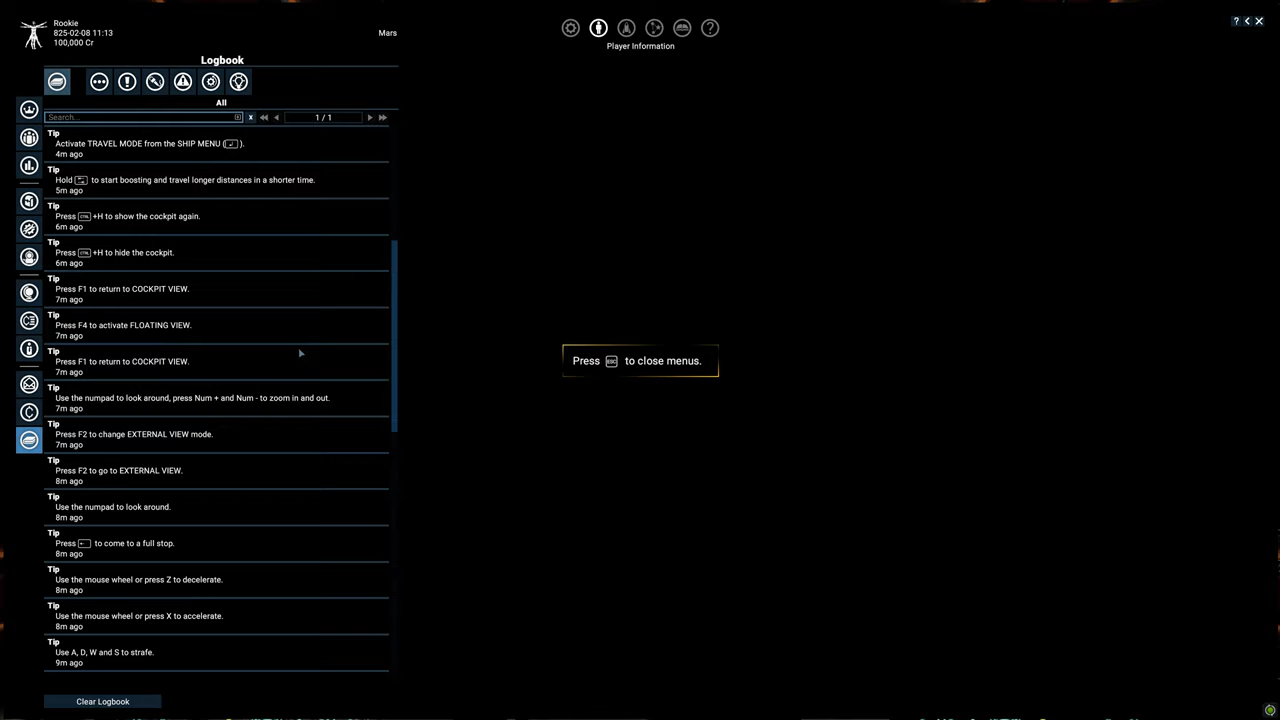 Rookie
825-02-08 11:13
100,000 Cr
Mars
Player Information
Logbook
All
Search...
x
1 / 1
Tip
Activate TRAVEL MODE from the SHIP MENU ( ).
4m ago
Tip
Hold to start boosting and travel longer distances in a shorter time.
5m ago
Tip
Press CTRL +H to show the cockpit again.
6m ago
Tip
Press CTRL +H to hide the cockpit.
6m ago
Tip
Press F1 to return to COCKPIT VIEW.
7m ago
Tip
Press F4 to activate FLOATING VIEW.
7m ago
Tip
Press F1 to return to COCKPIT VIEW.
7m ago
Tip
Use the numpad to look around, press Num + and Num - to zoom in and out.
7m ago
Tip
Press F2 to change EXTERNAL VIEW mode.
7m ago
Tip
Press F2 to go to EXTERNAL VIEW.
8m ago
Tip
Use the numpad to look around.
8m ago
Tip
Press to come to a full stop.
8m ago
Tip
Use the mouse wheel or press Z to decelerate.
8m ago
Tip
Use the mouse wheel or press X to accelerate.
8m ago
Tip
Use A, D, W and S to strafe.
9m ago
Clear Logbook
Press ESC to close menus.